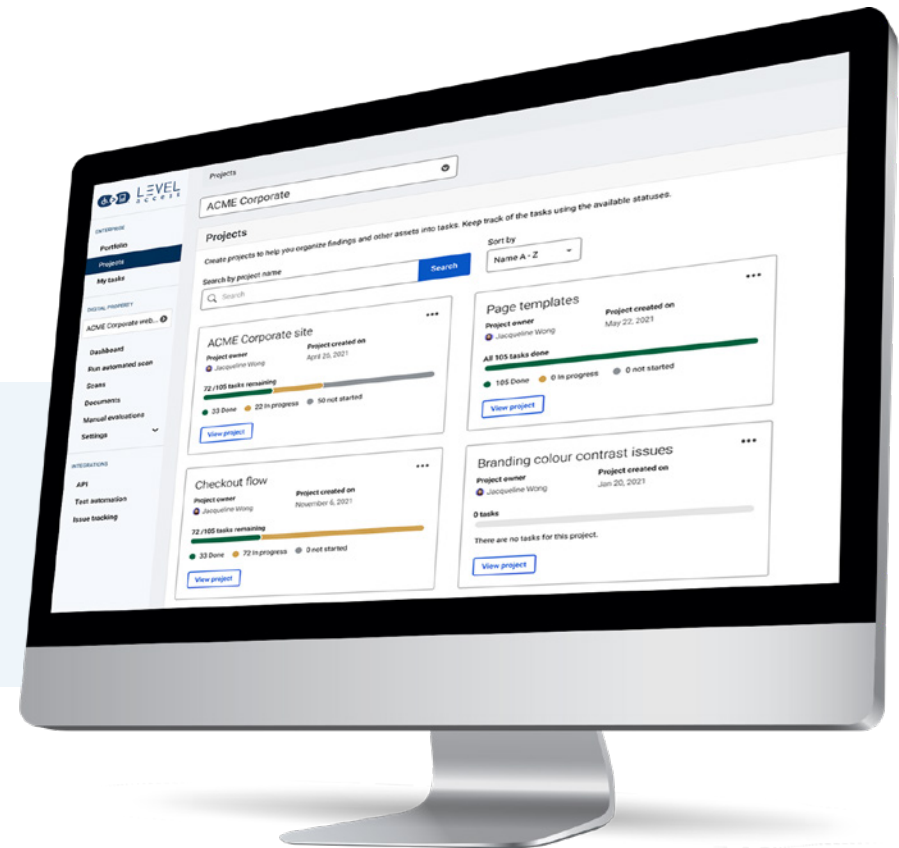 LEVEL
access
ENTERPRISE
Portfolio
Projects
My tasks
DIGITAL PROPERTY
ACME Corporate web...
Dashboard
Run automated scan
Scans
Documents
Manual evaluations
Settings
INTEGRATIONS
API
Test automation
Issue tracking
Projects
ACME Corporate
Projects
Create projects to help you organize findings and other assets into tasks. Keep track of the tasks using the available statuses.
Search by project name
Search
Search
Sort by
Name A - Z
ACME Corporate site
Project owner
Jacqueline Wong
Project created on
April 20, 2021
72 /105 tasks remaining
33 Done 22 In progress 50 not started
View project
Page templates
Project owner
Jacqueline Wong
Project created on
May 22, 2021
All 105 tasks done
105 Done 0 In progress 0 not started
View project
Checkout flow
Project owner
Jacqueline Wong
Project created on
November 6, 2021
72 /105 tasks remaining
33 Done 72 In progress 0 not started
View project
Branding colour contrast issues
Project owner
Jacqueline Wong
Project created on
Jan 20, 2021
0 tasks
There are no tasks for this project.
View project